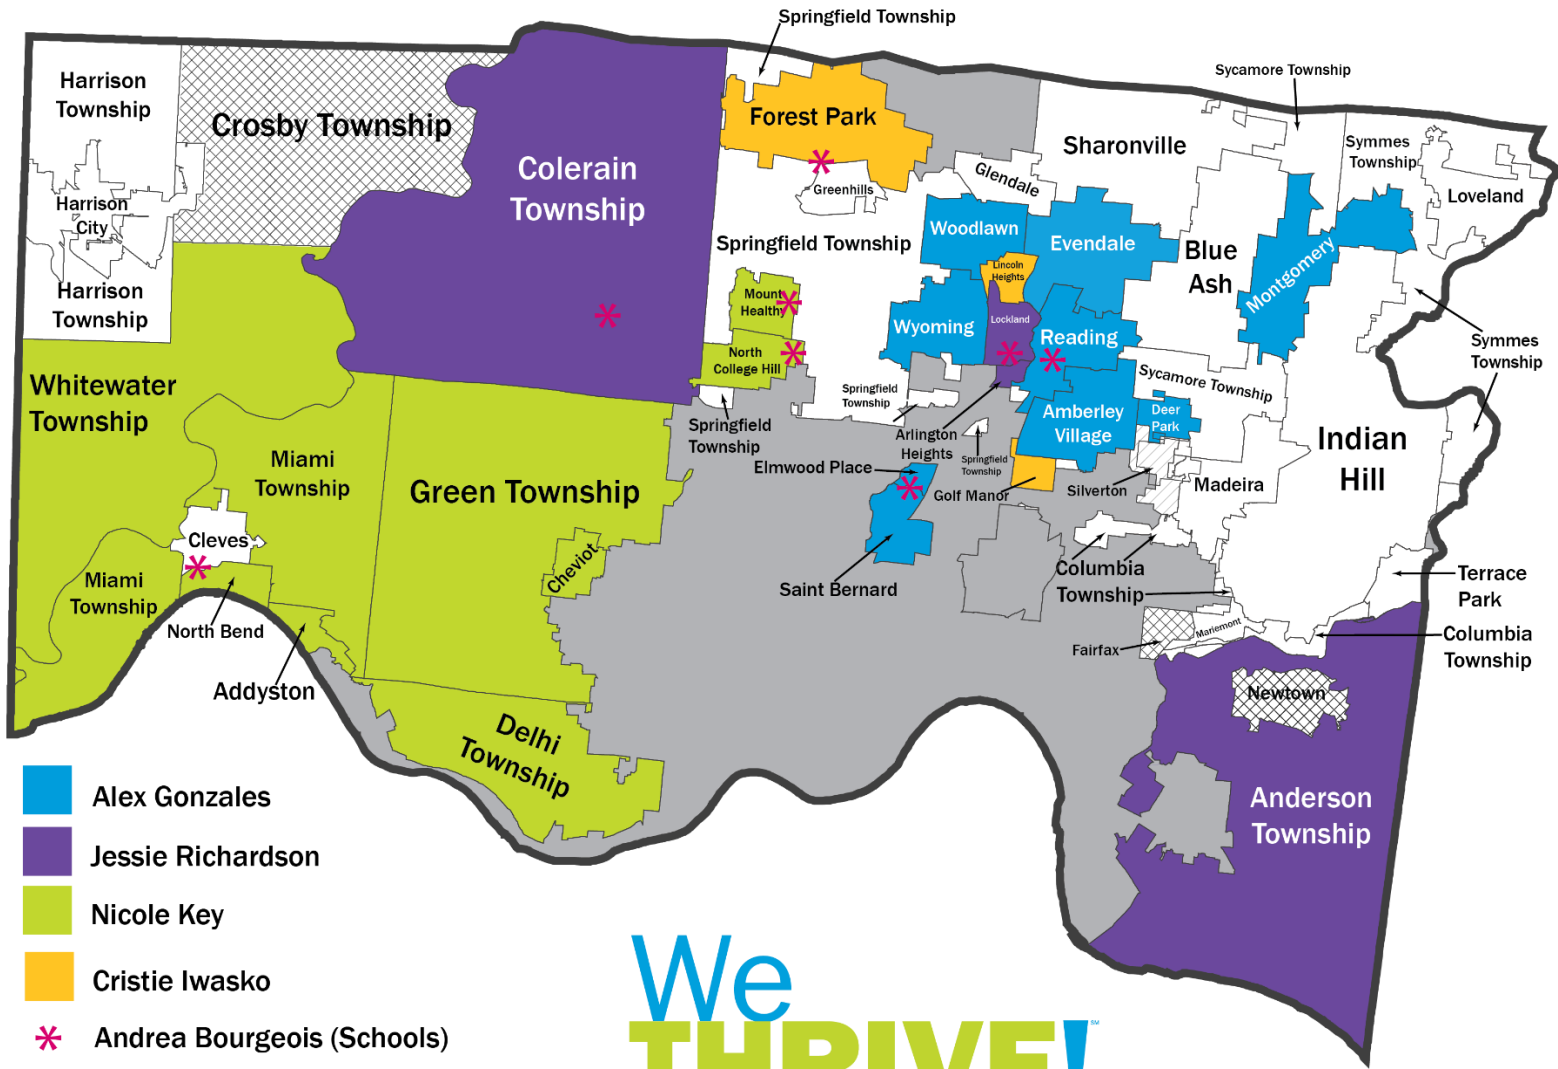 Springfield Township
Sycamore Township
Harrison
Township
Crosby Township
Forest Park
Sharonville
Symmes
Township
Colerain
Township
Glendale
Greenhills
Loveland
Harrison
City
Springfield Township
Woodlawn
Evendale
Blue
Ash
Montgomery
Lincoln
Heights
Harrison
Township
Mount
Healthy
Lockland
Wyoming
Reading
Symmes
Township
North
College Hill
Whitewater
Township
Sycamore Township
Springfield
Township
Amberley
Village
Deer
Park
Springfield
Township
Arlington
Heights
Indian
Hill
Miami
Township
Springfield
Township
Elmwood Place
Green Township
Golf Manor
Silverton
Madeira
Cleves
Cheviot
Miami
Township
Saint Bernard
Columbia
Township
Terrace
Park
North Bend
Mariemont
Fairfax
Columbia
Township
Addyston
Newtown
Delhi
Township
Anderson
Township
Alex Gonzales
Jessie Richardson
Nicole Key
Cristie Iwasko
Andrea Bourgeois (Schools)
We
THRIVE!℠